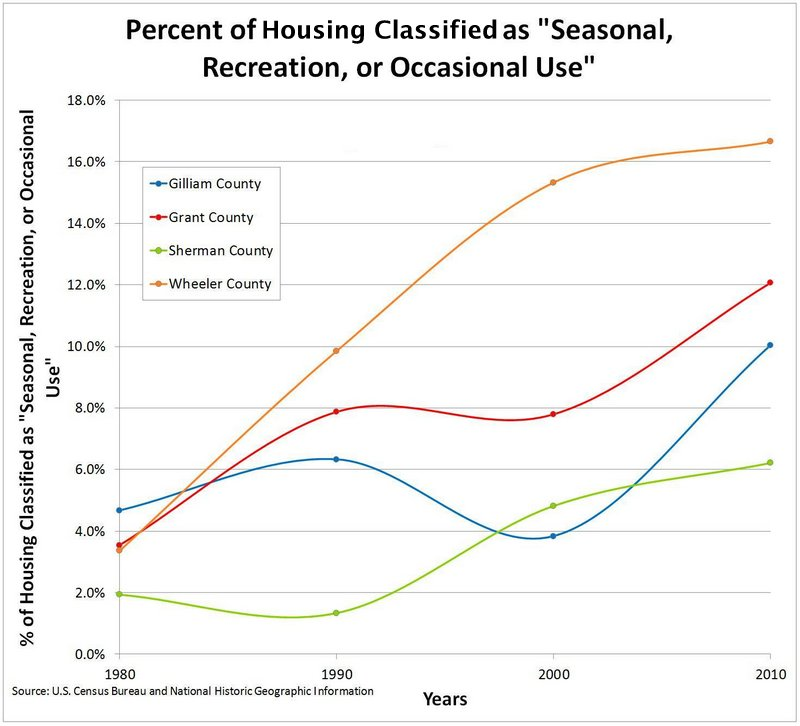 Percent of Housing Classified as "Seasonal,
Recreation, or Occasional Use"
% of Housing Classified as "Seasonal, Recreation, or Occasional
Use"
18.0%
16.0%
14.0%
12.0%
10.0%
8.0%
6.0%
4.0%
2.0%
0.0%
Gilliam County
Grant County
Sherman County
Wheeler County
1980
1990
2000
2010
Years
Source: U.S. Census Bureau and National Historic Geographic Information